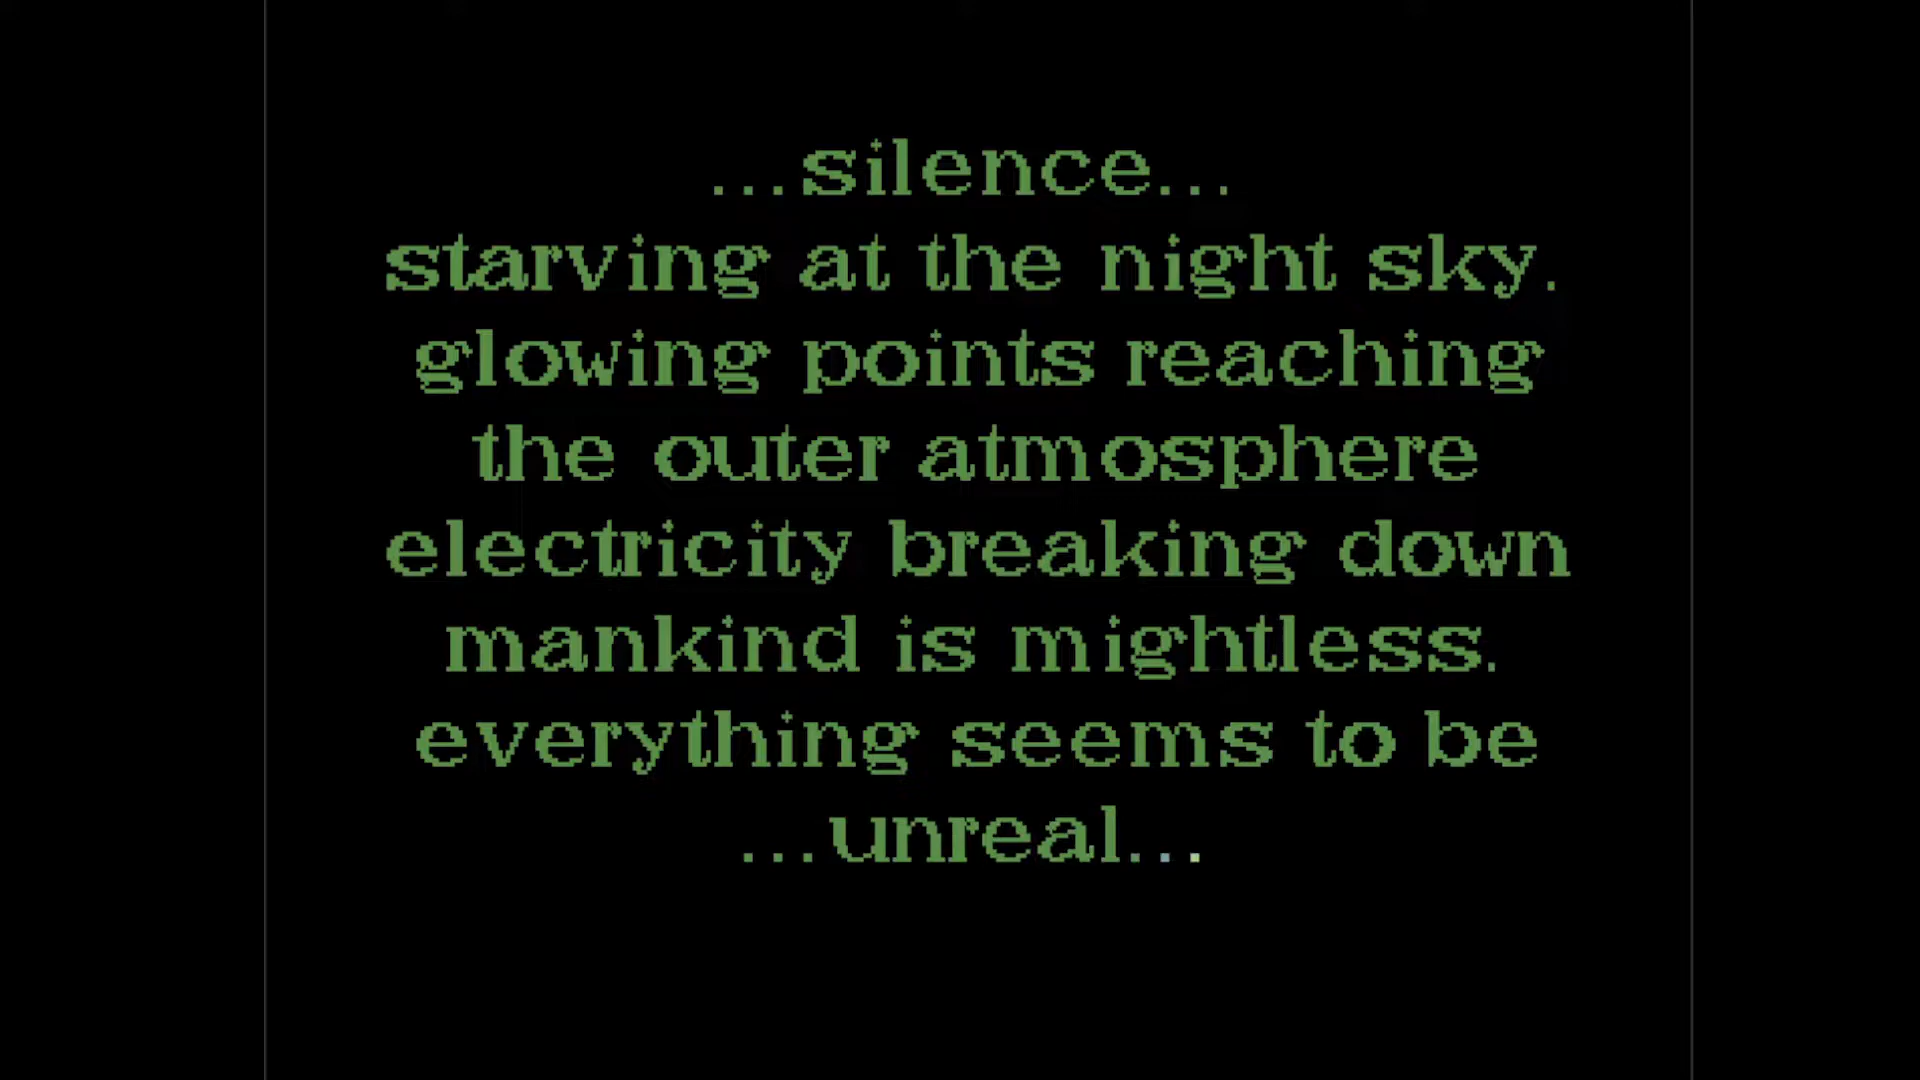 ...silence...
starving at the night sky.
glowing points reaching
the outer atmosphere
electricity breaking down
mankind is mightless.
everything seems to be
...unreal...